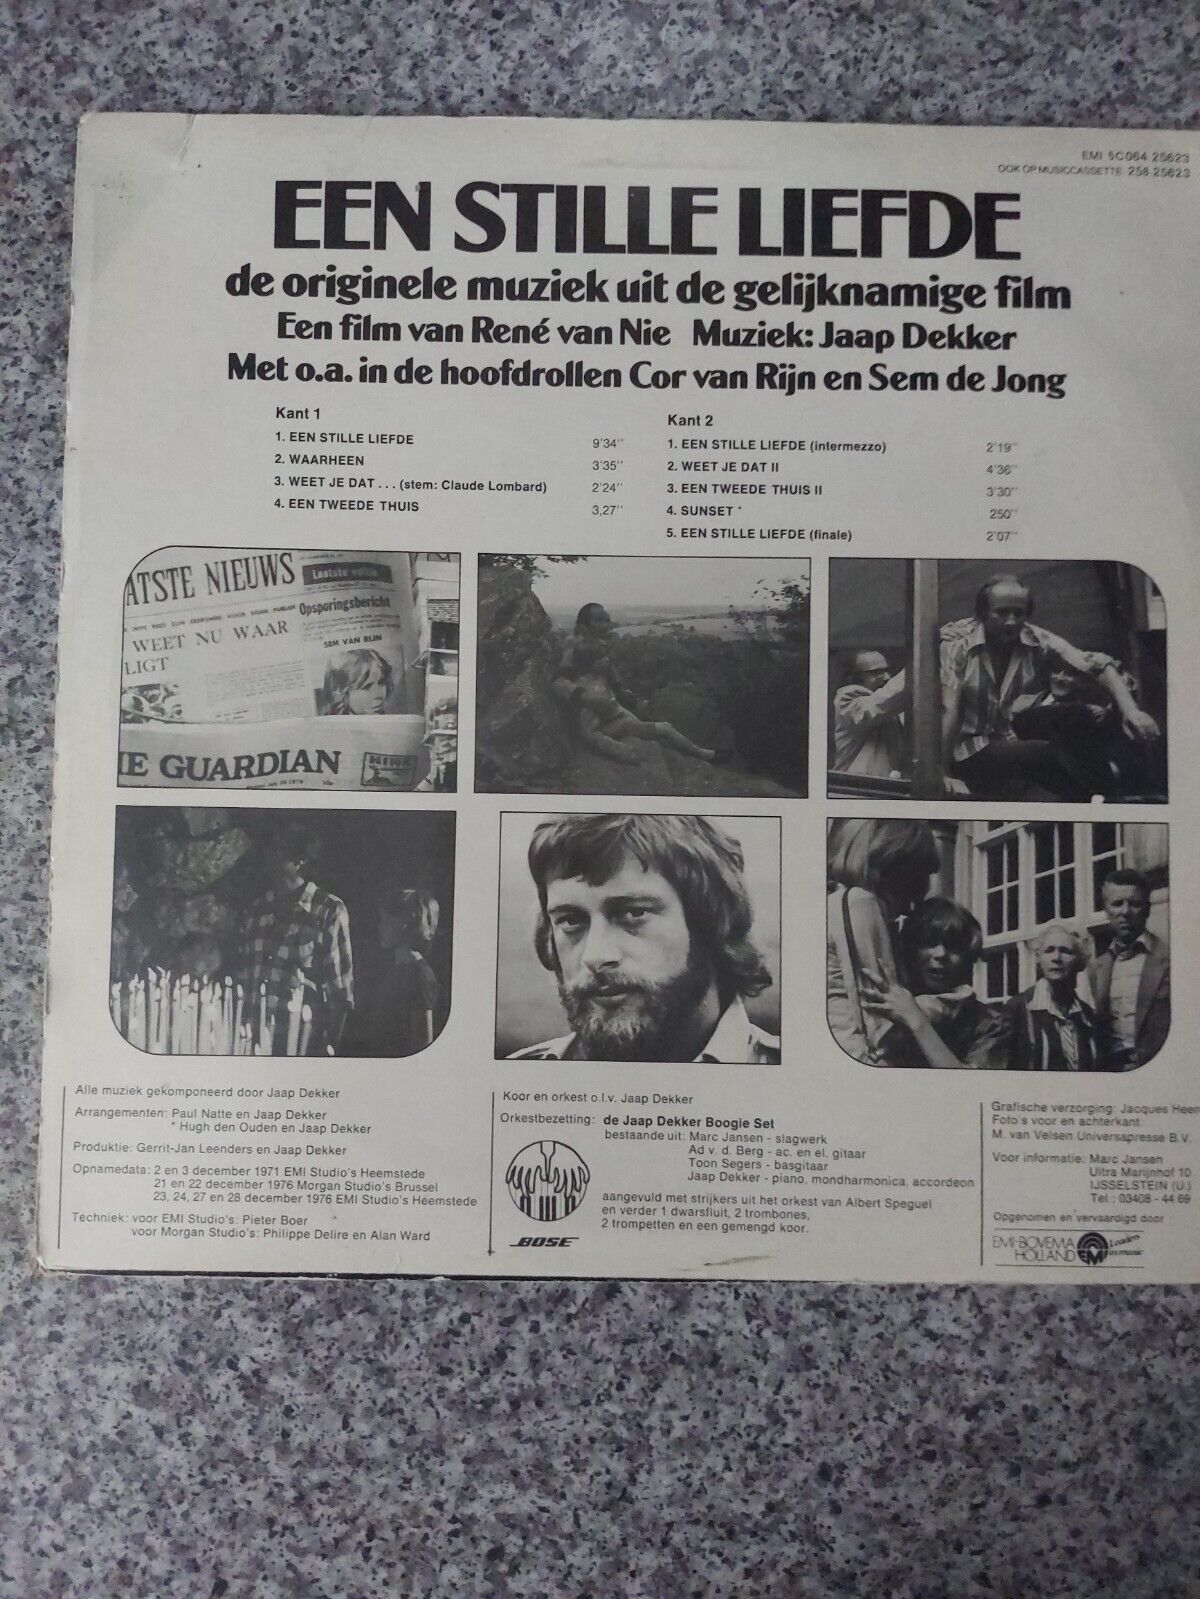 EMI 5C064 25623
OOK OP MUSICCASSETTE 256 25623
EEN STILLE LIEFDE
de originele muziek uit de gelijknamige film
Een film van René van Nie Muziek: Jaap Dekker
Met o.a. in de hoofdrollen Cor van Rijn en Sem de Jong
Kant 1
1. EEN STILLE LIEFDE 9'34''
2. WAARHEEN 3'35''
3. WEET JE DAT . . . (stem: Claude Lombard) 2'24''
4. EEN TWEEDE THUIS 3,27''
Kant 2
1. EEN STILLE LIEFDE (intermezzo) 2'19''
2. WEET JE DAT II 4'36''
3. EEN TWEEDE THUIS II 3'30''
4. SUNSET * 250''
5. EEN STILLE LIEFDE (finale) 2'07''
ATSTE NIEUWS
Laatste
Opsporingsbericht
WEET NU WAAR
LIGT
SEM VAN RIJN
E GUARDIAN
Alle muziek gekomponeerd door Jaap Dekker
Arrangementen: Paul Natte en Jaap Dekker
* Hugh den Ouden en Jaap Dekker
Produktie: Gerrit-Jan Leenders en Jaap Dekker
Opnamedata: 2 en 3 december 1971 EMI Studio's Heemstede
21 en 22 december 1976 Morgan Studio's Brussel
23, 24, 27 en 28 december 1976 EMI Studio's Heemstede
Techniek: voor EMI Studio's: Pieter Boer
voor Morgan Studio's: Philippe Delire en Alan Ward
Koor en orkest o.l.v. Jaap Dekker
Orkestbezetting: de Jaap Dekker Boogie Set
bestaande uit: Marc Jansen - slagwerk
Ad v. d. Berg - ac. en el. gitaar
Toon Segers - basgitaar
Jaap Dekker - piano, mondharmonica, accordeon
aangevuld met strijkers uit het orkest van Albert Speguel
en verder 1 dwarsfluit, 2 trombones,
2 trompetten en een gemengd koor.
BOSE
Grafische verzorging: Jacques Heer
Foto's voor en achterkant:
M. van Velsen Universapresse B.V.
Voor informatie: Marc Jansen
Uitra Marijnhof 10
IJSSELSTEIN (U.)
Tel.: 03408 - 44 69
Opgenomen en vervaardigd door
EMI-BOVEMA
HOLLAND
EMI
Leaders
in music